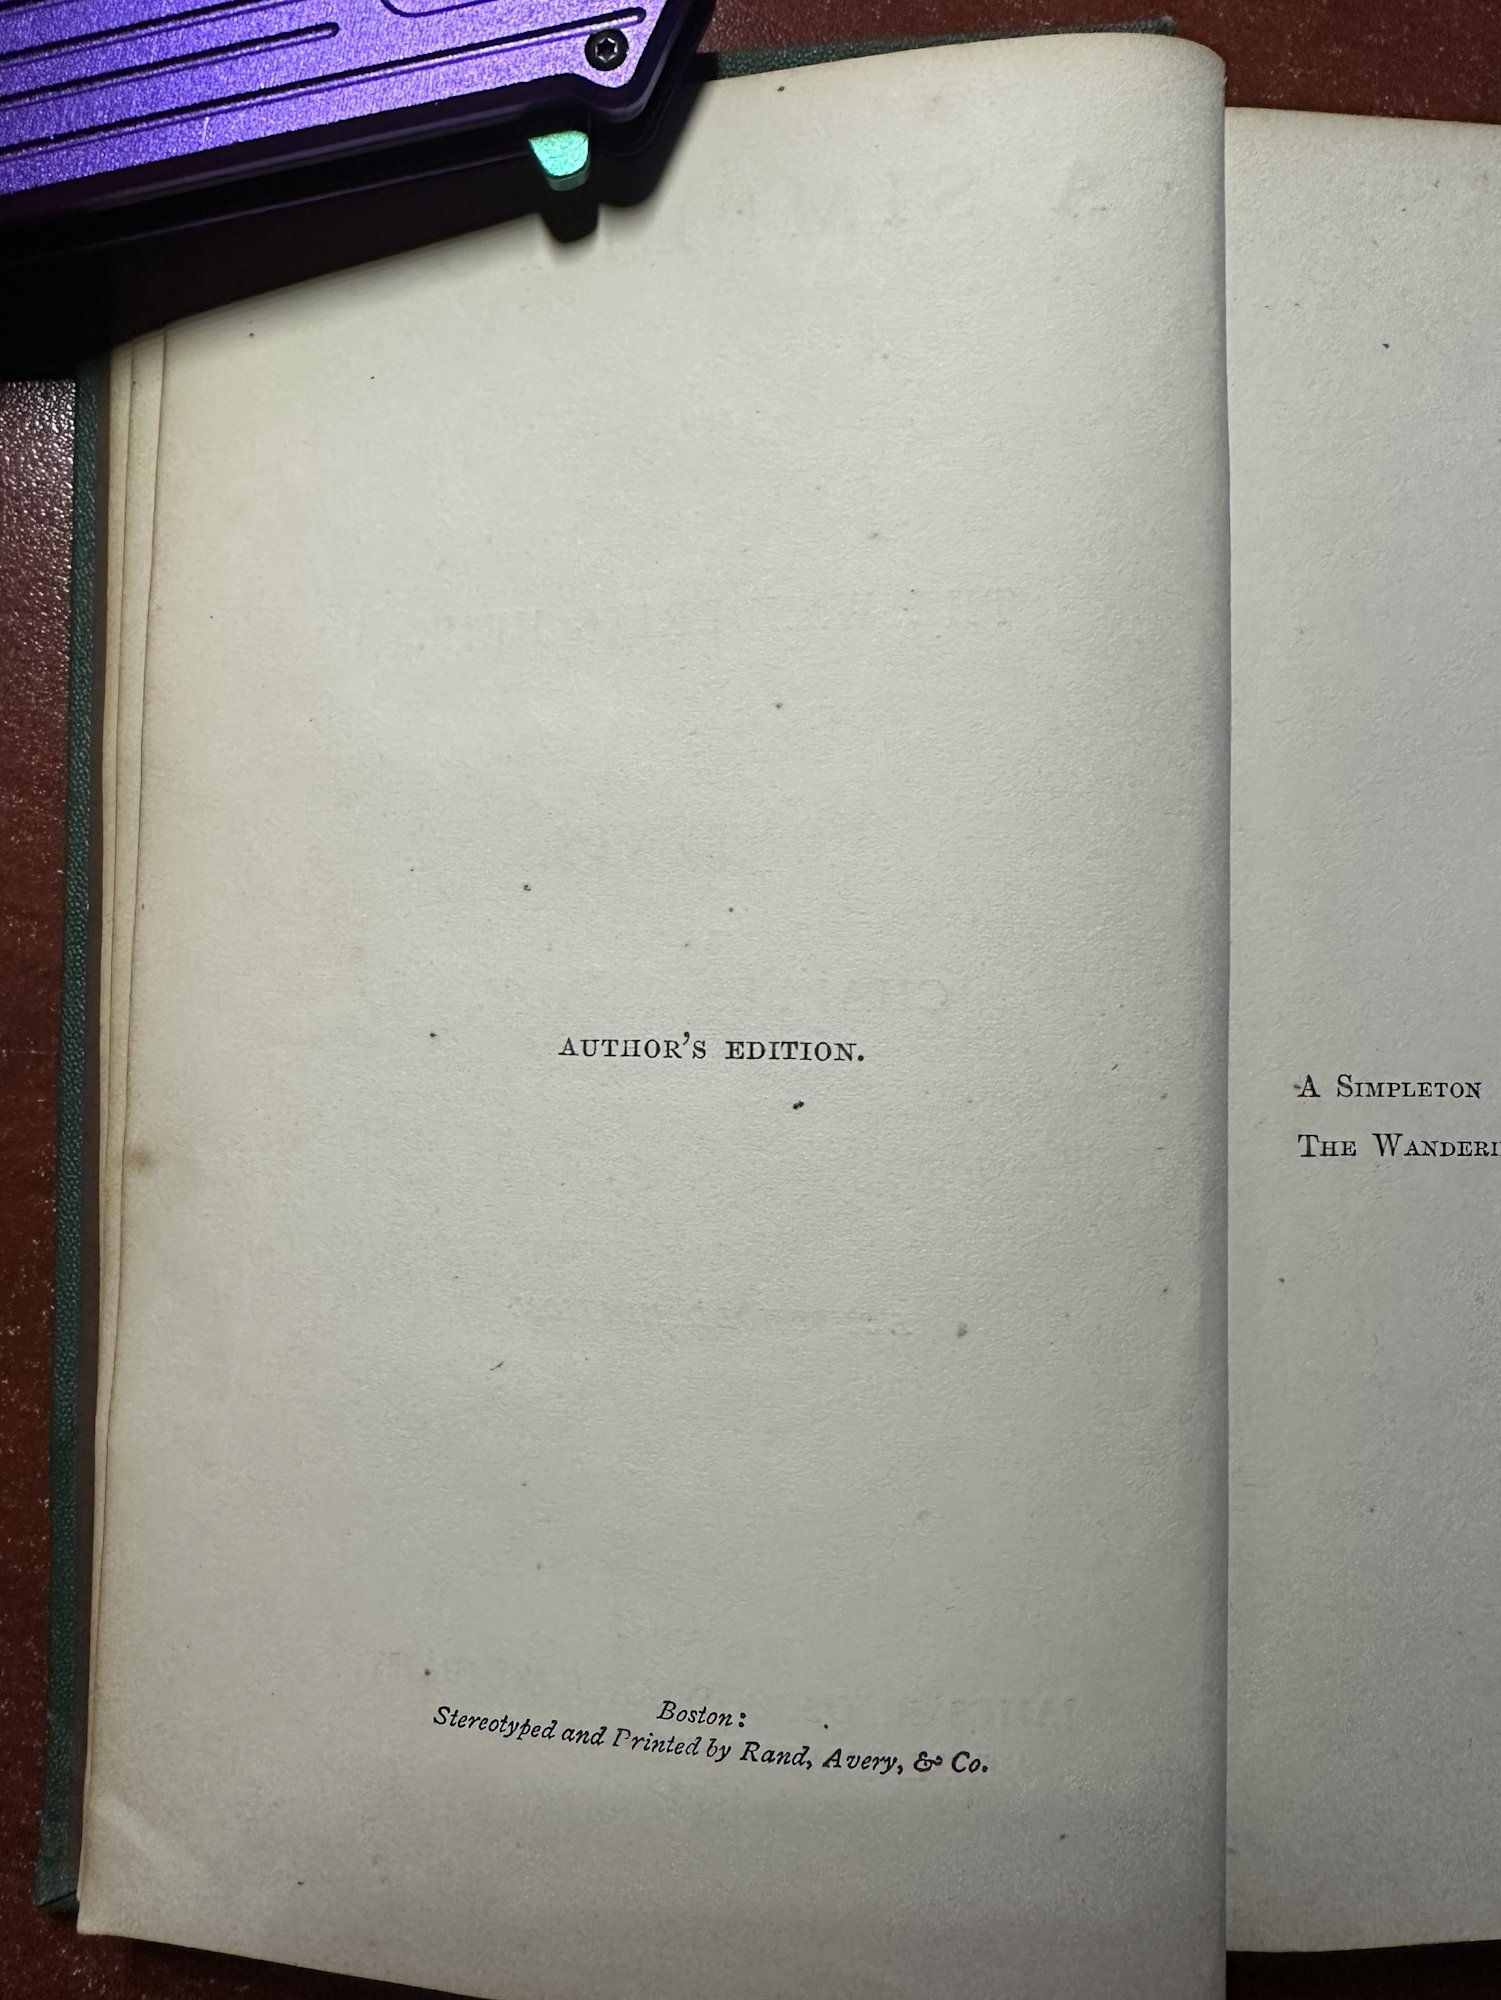 AUTHOR'S EDITION.
Boston:
Stereotyped and Printed by Rand, Avery, & Co.
A SIMPLETON
THE WANDERI